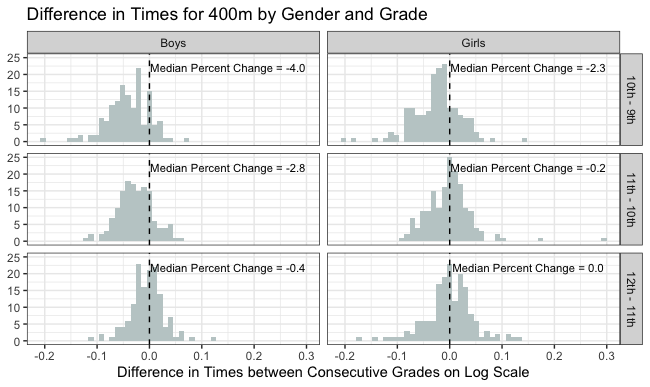 Difference in Times for 400m by Gender and Grade
Boys
Girls
25
20
15
10
5
0
Median Percent Change = -4.0
Median Percent Change = -2.3
10th - 9th
25
20
15
10
5
0
Median Percent Change = -2.8
Median Percent Change = -0.2
11th - 10th
25
20
15
10
5
0
Median Percent Change = -0.4
Median Percent Change = 0.0
12th - 11th
-0.2 -0.1 0.0 0.1 0.2 0.3
-0.2 -0.1 0.0 0.1 0.2 0.3
Difference in Times between Consecutive Grades on Log Scale